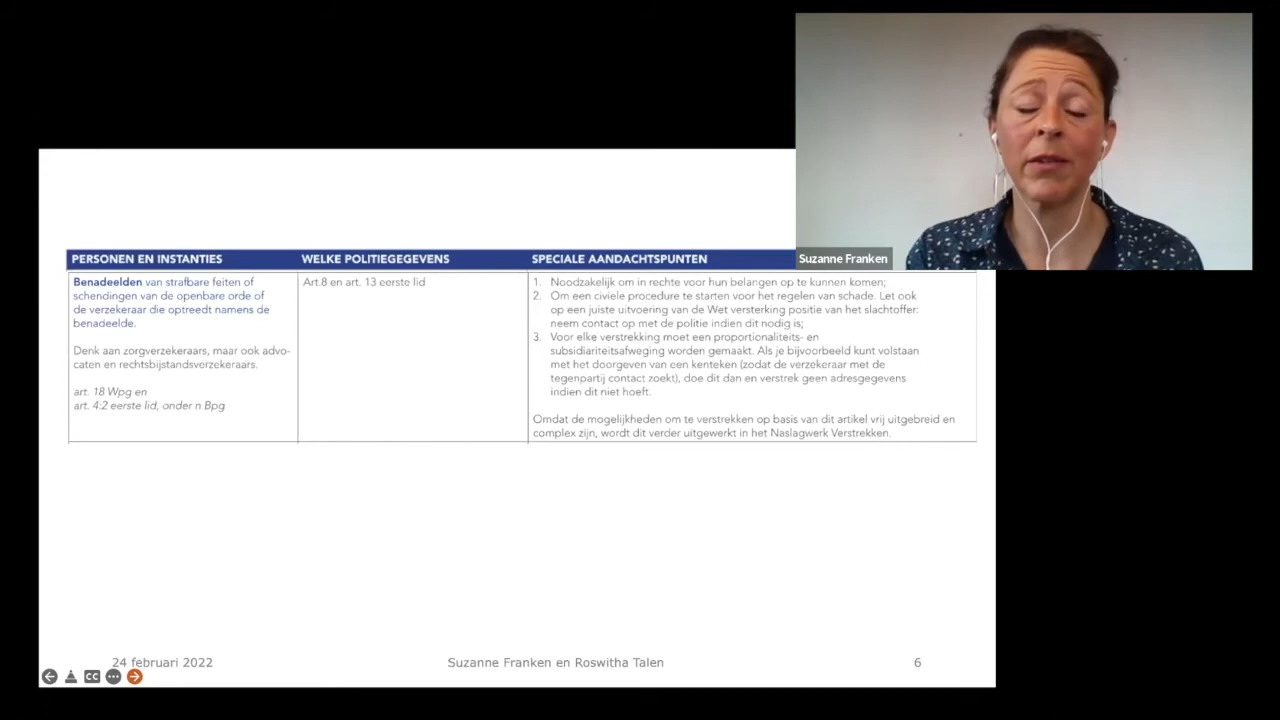 Suzanne Franken
PERSONEN EN INSTANTIES
WELKE POLITIEGEGEVENS
SPECIALE AANDACHTSPUNTEN
Benadeelden van strafbare feiten of
schendingen van de openbare orde of
de verzekeraar die optreedt namens de
benadeelde.
Denk aan zorgverzekeraars, maar ook advo-
caten en rechtsbijstandsverzekeraars.
art. 18 Wpg en
art. 4:2 eerste lid, onder n Bpg
Art.8 en art. 13 eerste lid
1. Noodzakelijk om in rechte voor hun belangen op te kunnen komen;
2. Om een civiele procedure te starten voor het regelen van schade. Let ook
op een juiste uitvoering van de Wet versterking positie van het slachtoffer:
neem contact op met de politie indien dit nodig is;
3. Voor elke verstrekking moet een proportionaliteits- en
subsidiariteitsafweging worden gemaakt. Als je bijvoorbeeld kunt volstaan
met het doorgeven van een kenteken (zodat de verzekeraar met de
tegenpartij contact zoekt), doe dit dan en verstrek geen adresgegevens
indien dit niet hoeft.
Omdat de mogelijkheden om te verstrekken op basis van dit artikel vrij uitgebreid en
complex zijn, wordt dit verder uitgewerkt in het Naslagwerk Verstrekken.
24 februari 2022
Suzanne Franken en Roswitha Talen
6
CC